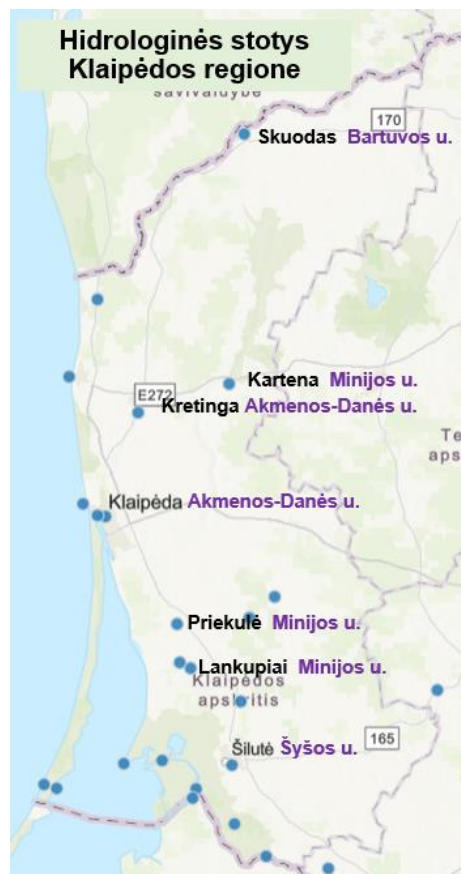 Hidrologinės stotys
Klaipėdos regione
savivaldybė
170
Skuodas Bartuvos u.
Kartena Minijos u.
E272
Kretinga Akmenos-Danės u.
Te
aps
Klaipėda Akmenos-Danės u.
Priekulė Minijos u.
Lankupiai Minijos u.
Klaipėdos
apskritis
Šilutė Šyšos u.
165